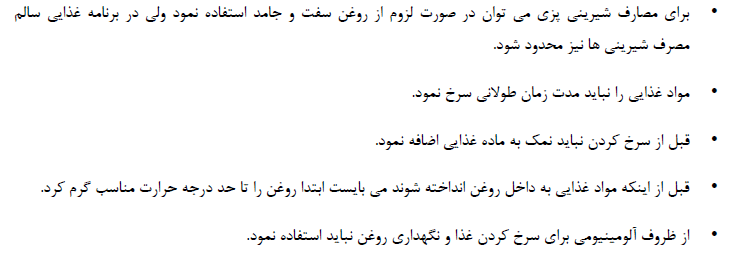 • برای مصارف شیرینی پزی می توان در صورت لزوم از روغن سفت و جامد استفاده نمود ولی در برنامه غذایی سالم
مصرف شیرینی ها نیز محدود شود.
• مواد غذایی را نباید مدت زمان طولانی سرخ نمود.
• قبل از سرخ کردن نباید نمک به ماده غذایی اضافه نمود.
• قبل از اینکه مواد غذایی به داخل روغن انداخته شوند می بایست ابتدا روغن را تا حد درجه حرارت مناسب گرم کرد.
• از ظروف آلومینیومی برای سرخ کردن غذا و نگهداری روغن نباید استفاده نمود.